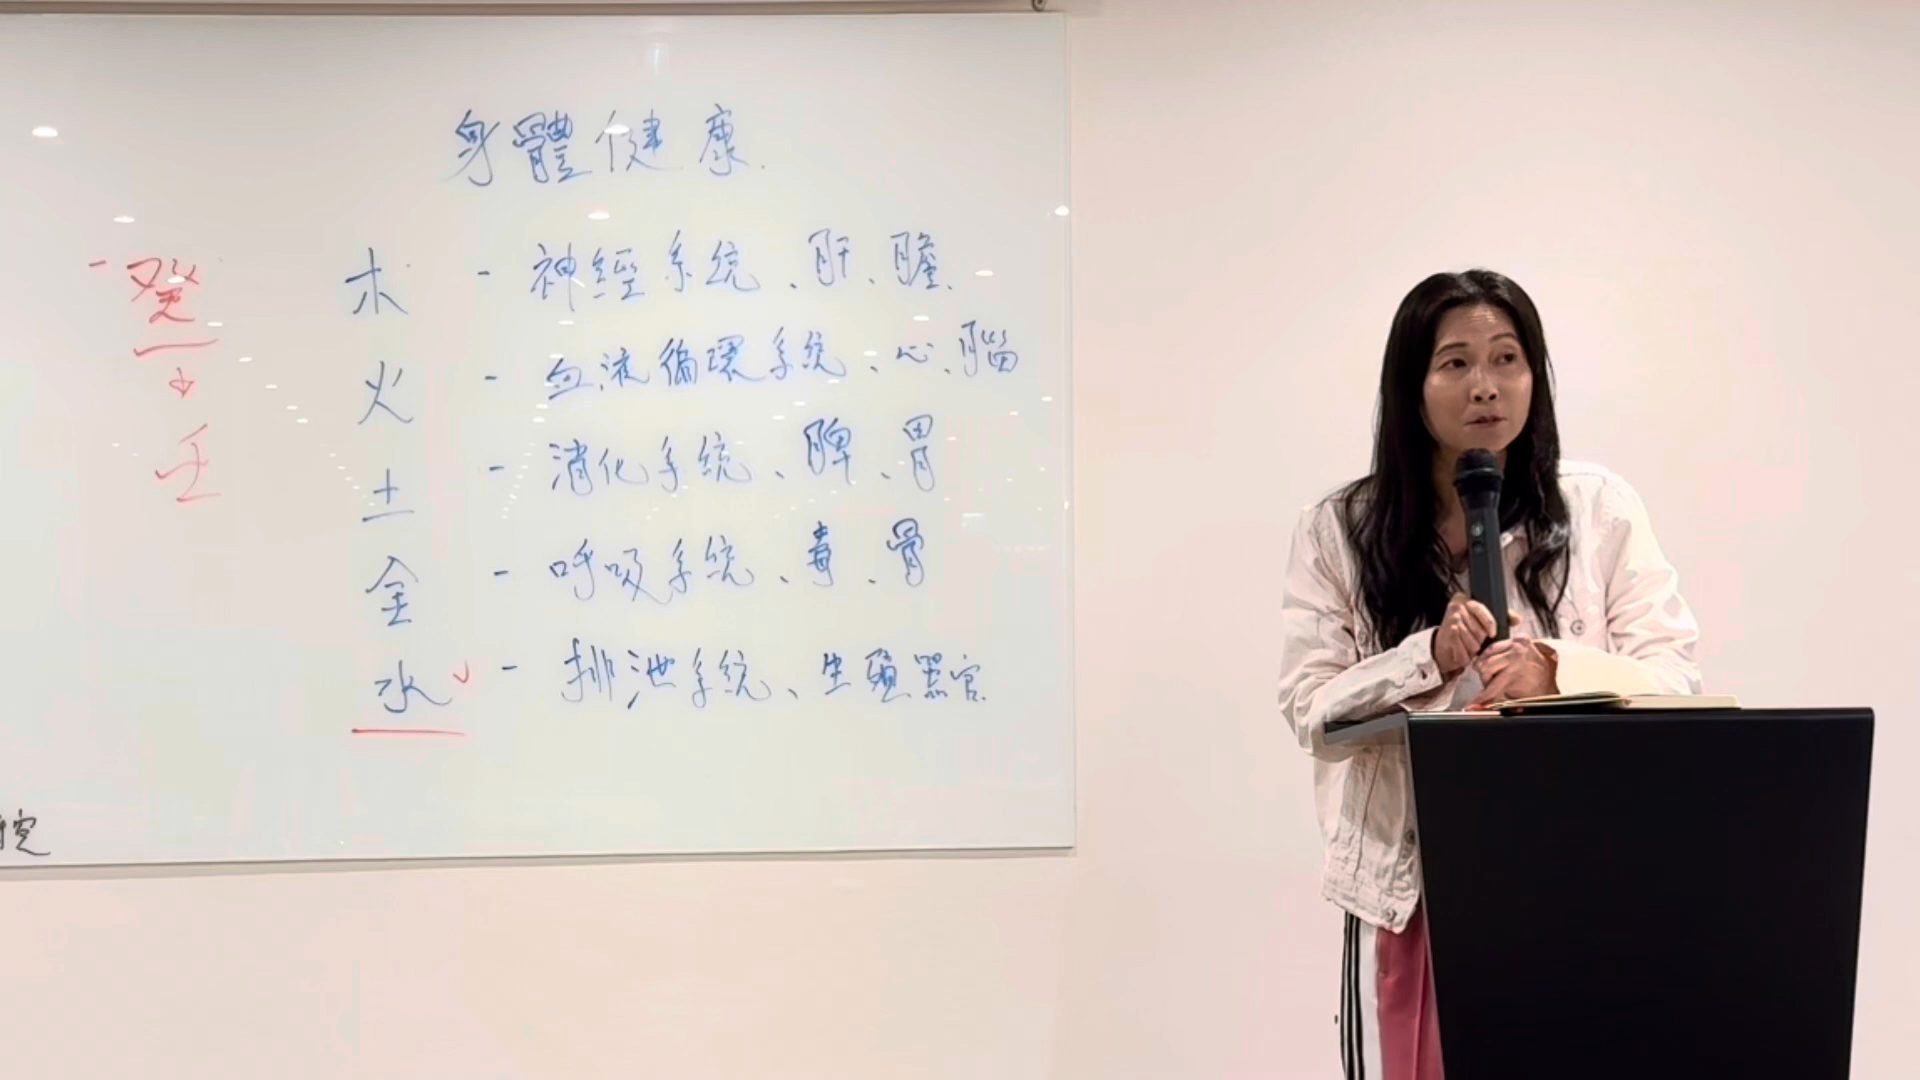 身體健康.
癸
壬
木 - 神經系統、肝、膽.
火 - 血液循環系統、心、腦
土 - 消化系統、脾、胃
金 - 呼吸系統、毒、骨
水 - 排泄系統、生殖器官.
控